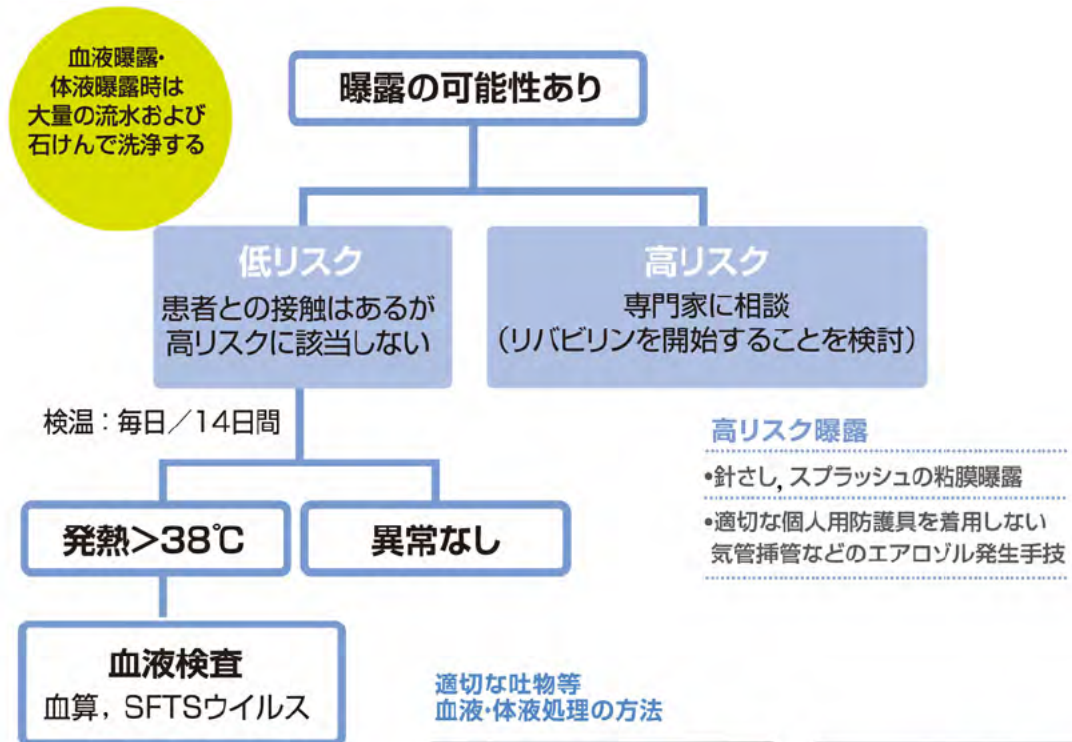 血液曝露・
体液曝露時は
大量の流水および
石けんで洗浄する
曝露の可能性あり
低リスク
患者との接触はあるが
高リスクに該当しない
高リスク
専門家に相談
(リバビリンを開始することを検討)
検温：毎日／14日間
発熱>38℃
異常なし
血液検査
血算, SFTSウイルス
高リスク曝露
•針さし, スプラッシュの粘膜曝露
•適切な個人用防護具を着用しない
気管挿管などのエアロゾル発生手技
適切な吐物等
血液・体液処理の方法